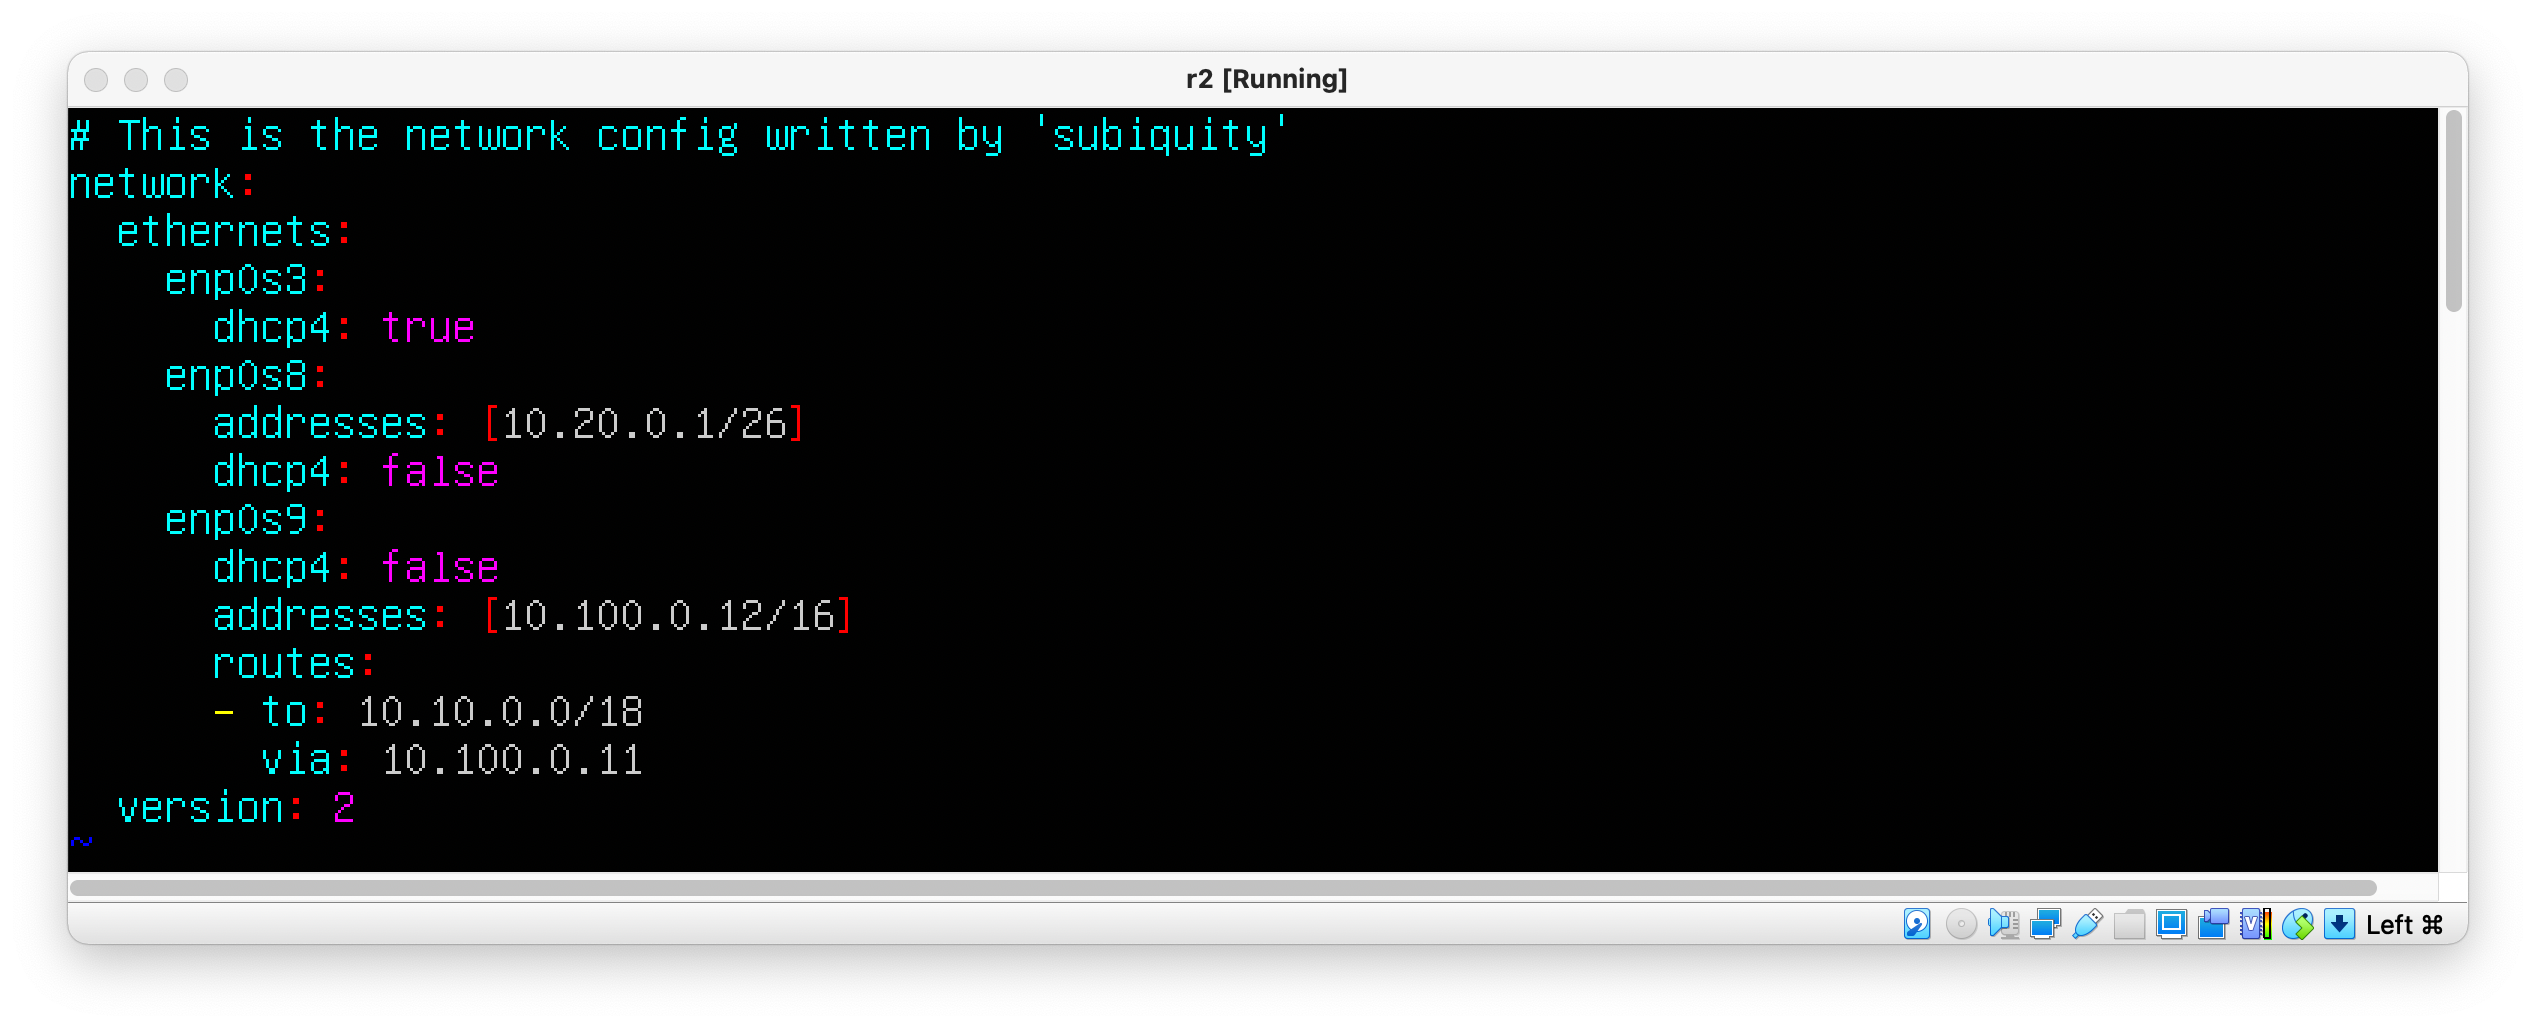 r2 [Running]
# This is the network config written by 'subiquity'
network:
  ethernets:
    enp0s3:
      dhcp4: true
    enp0s8:
      addresses: [10.20.0.1/26]
      dhcp4: false
    enp0s9:
      dhcp4: false
      addresses: [10.100.0.12/16]
      routes:
      - to: 10.10.0.0/18
        via: 10.100.0.11
  version: 2
~
Left ⌘